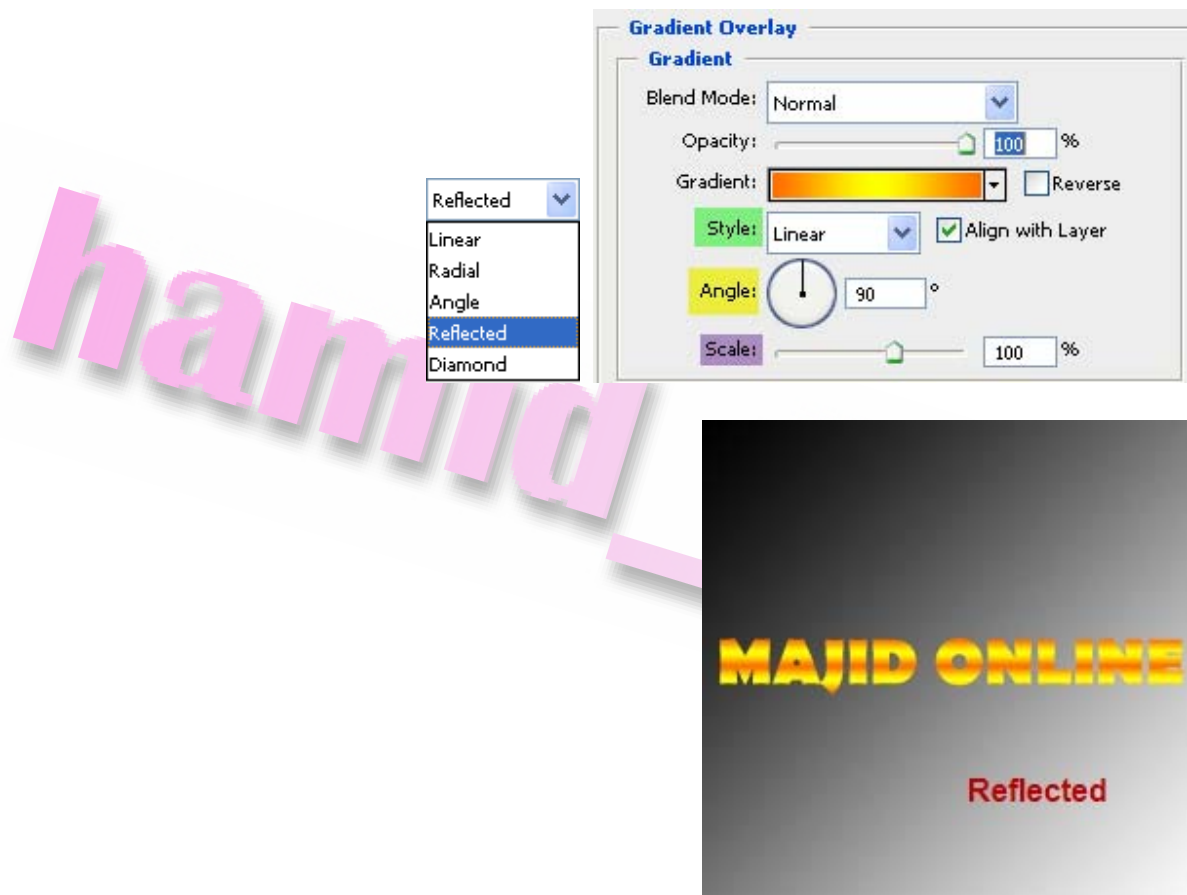 Gradient Overlay
Gradient
Blend Mode: Normal
Opacity: 100 %
Gradient: Reverse
Style: Linear Align with Layer
Angle: 90 °
Scale: 100 %
Reflected
Linear
Radial
Angle
Reflected
Diamond
hamid_
MAJID ONLINE
Reflected